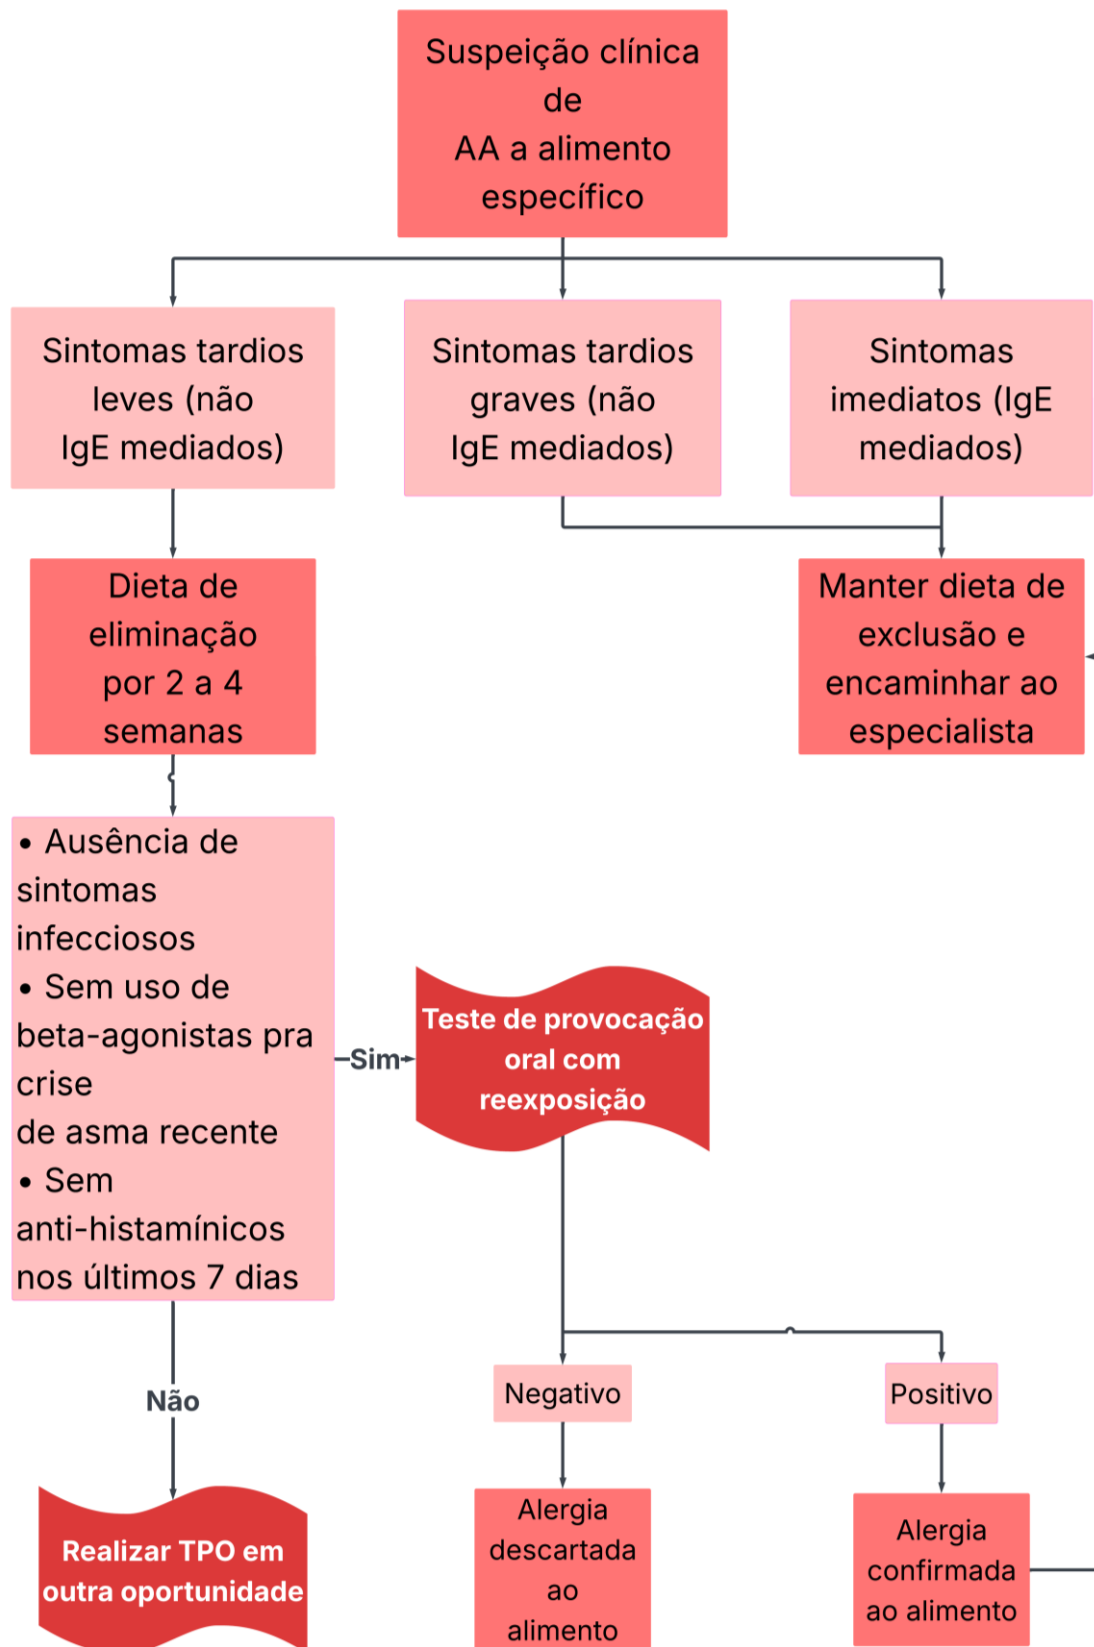 Suspeição clínica
de
AA a alimento
específico
Sintomas tardios
leves (não
IgE mediados)
Sintomas tardios
graves (não
IgE mediados)
Sintomas
imediatos (IgE
mediados)
Dieta de
eliminação
por 2 a 4
semanas
Manter dieta de
exclusão e
encaminhar ao
especialista
• Ausência de
sintomas
infecciosos
• Sem uso de
beta-agonistas pra
crise
de asma recente
• Sem
anti-histamínicos
nos últimos 7 dias
Sim
Teste de provocação
oral com
reexposição
Não
Negativo
Positivo
Realizar TPO em
outra oportunidade
Alergia
descartada
ao
alimento
Alergia
confirmada
ao alimento